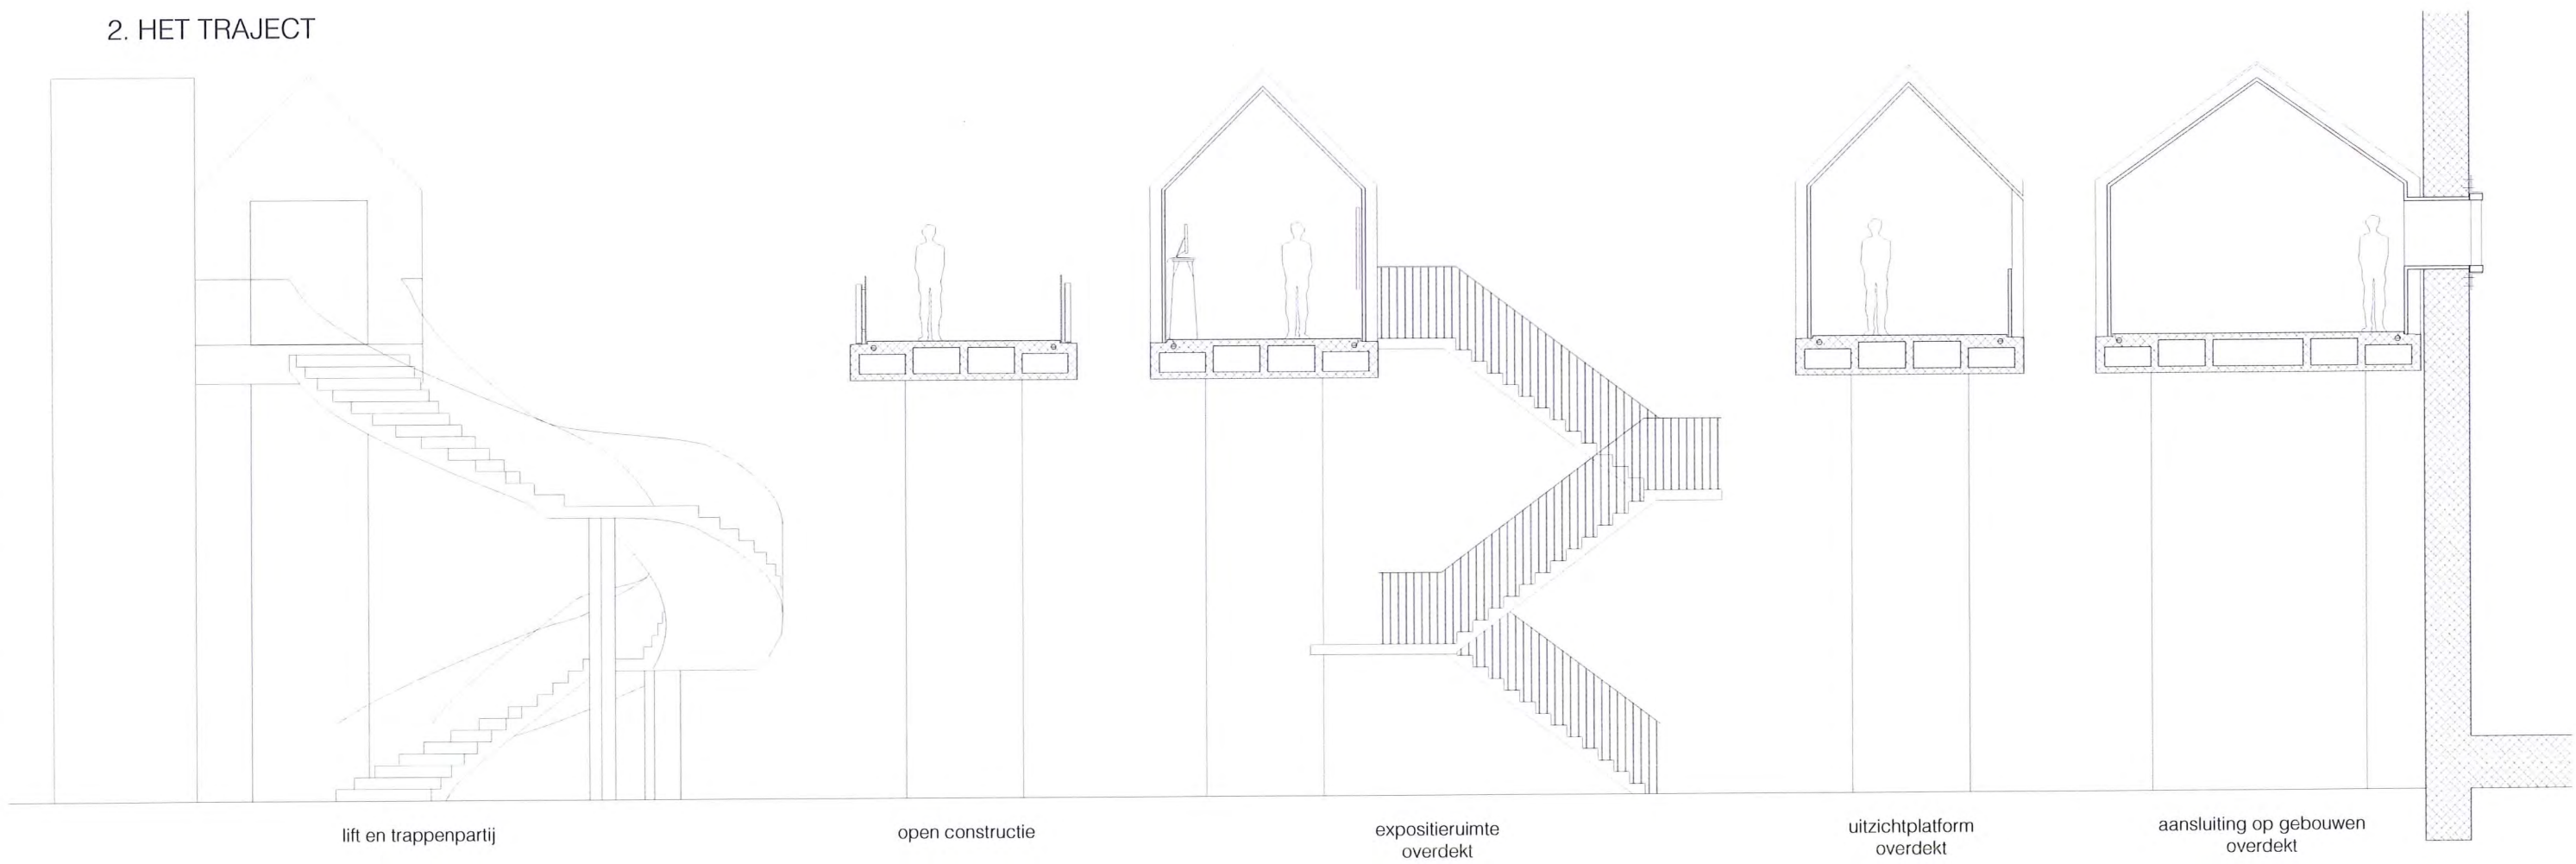 2. HET TRAJECT
lift en trappenpartij
open constructie
expositieruimte
overdekt
uitzichtplatform
overdekt
aansluiting op gebouwen
overdekt